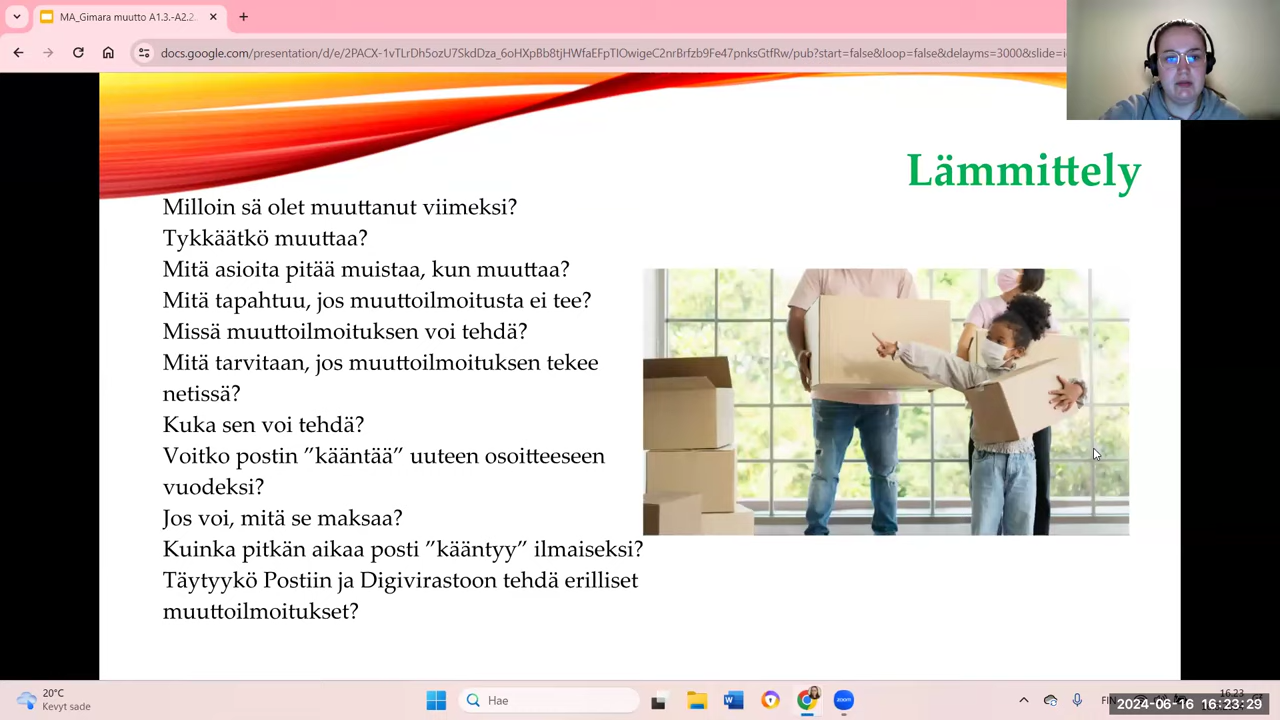 MA_Gimara muutto A1.3.-A2.2.
docs.google.com/presentation/d/e/2PACX-1vTLrDh5ozU7SkdDza_6oHXpBb8tjHWfaEFpTIOwigeC2nrBrfzb9Fe47pnksGtfRw/pub?start=false&loop=false&delayms=3000&slide=i
Lämmittely
Milloin sä olet muuttanut viimeksi?
Tykkäätkö muuttaa?
Mitä asioita pitää muistaa, kun muuttaa?
Mitä tapahtuu, jos muuttoilmoitusta ei tee?
Missä muuttoilmoituksen voi tehdä?
Mitä tarvitaan, jos muuttoilmoituksen tekee
netissä?
Kuka sen voi tehdä?
Voitko postin ”kääntää” uuteen osoitteeseen
vuodeksi?
Jos voi, mitä se maksaa?
Kuinka pitkän aikaa posti ”kääntyy” ilmaiseksi?
Täytyykö Postiin ja Digivirastoon tehdä erilliset
muuttoilmoitukset?
20°C
Kevyt sade
Hae
zoom
FIN
16.23
2024-06-16 16:23:29